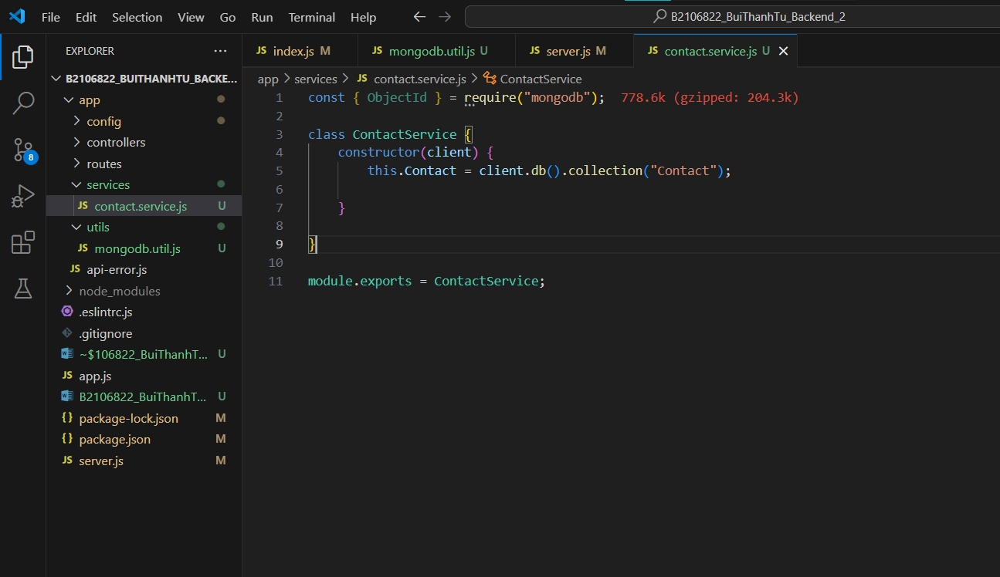 File Edit Selection View Go Run Terminal Help
B2106822_BuiThanhTu_Backend_2
EXPLORER
B2106822_BUITHANHTU_BACKE...
app
config
controllers
routes
services
JS contact.service.js U
utils
JS mongodb.util.js U
JS api-error.js
node_modules
.eslintrc.js
.gitignore
~$106822_BuiThanhT... U
JS app.js
B2106822_BuiThanhT... U
{} package-lock.json M
{} package.json M
JS server.js M
8
JS index.js M
JS mongodb.util.js U
JS server.js M
JS contact.service.js U
app > services > JS contact.service.js > ContactService
1 const { ObjectId } = require("mongodb"); 778.6k (gzipped: 204.3k)
2
3 class ContactService {
4 constructor(client) {
5 this.Contact = client.db().collection("Contact");
6
7 }
8
9 }
10
11 module.exports = ContactService;